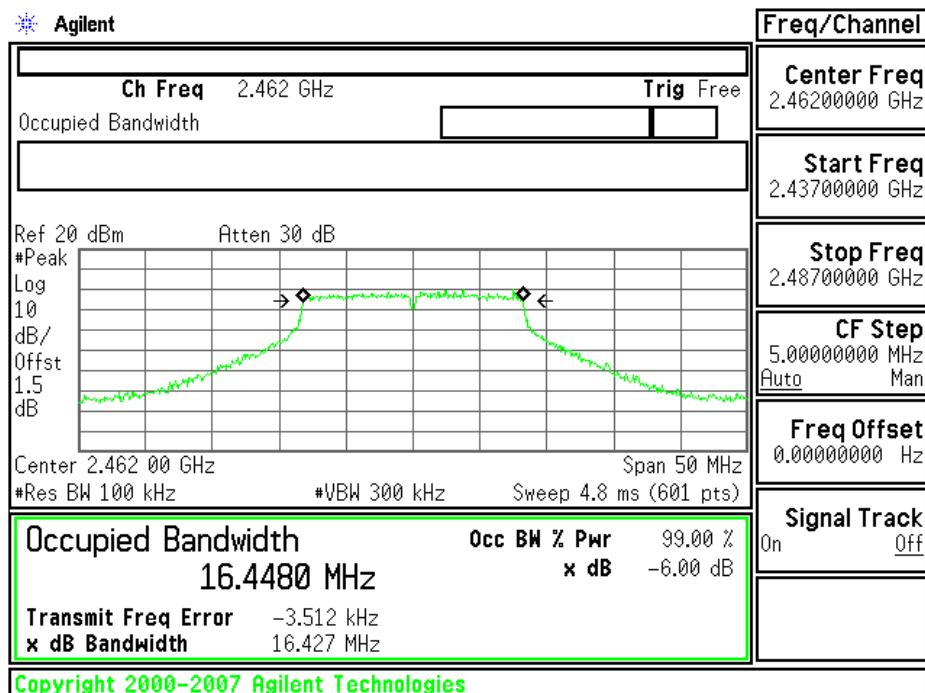 Agilent
Freq/Channel
Ch Freq 2.462 GHz Trig Free
Occupied Bandwidth
Center Freq
2.46200000 GHz
Start Freq
2.43700000 GHz
Stop Freq
2.48700000 GHz
CF Step
5.00000000 MHz
Auto Man
Freq Offset
0.00000000 Hz
Signal Track
On Off
Ref 20 dBm Atten 30 dB
#Peak
Log
10
dB/
Offst
1.5
dB
Center 2.462 00 GHz Span 50 MHz
#Res BW 100 kHz #VBW 300 kHz Sweep 4.8 ms (601 pts)
Occupied Bandwidth
16.4480 MHz
Occ BW % Pwr 99.00 %
x dB -6.00 dB
Transmit Freq Error -3.512 kHz
x dB Bandwidth 16.427 MHz
Copyright 2000-2007 Agilent Technologies